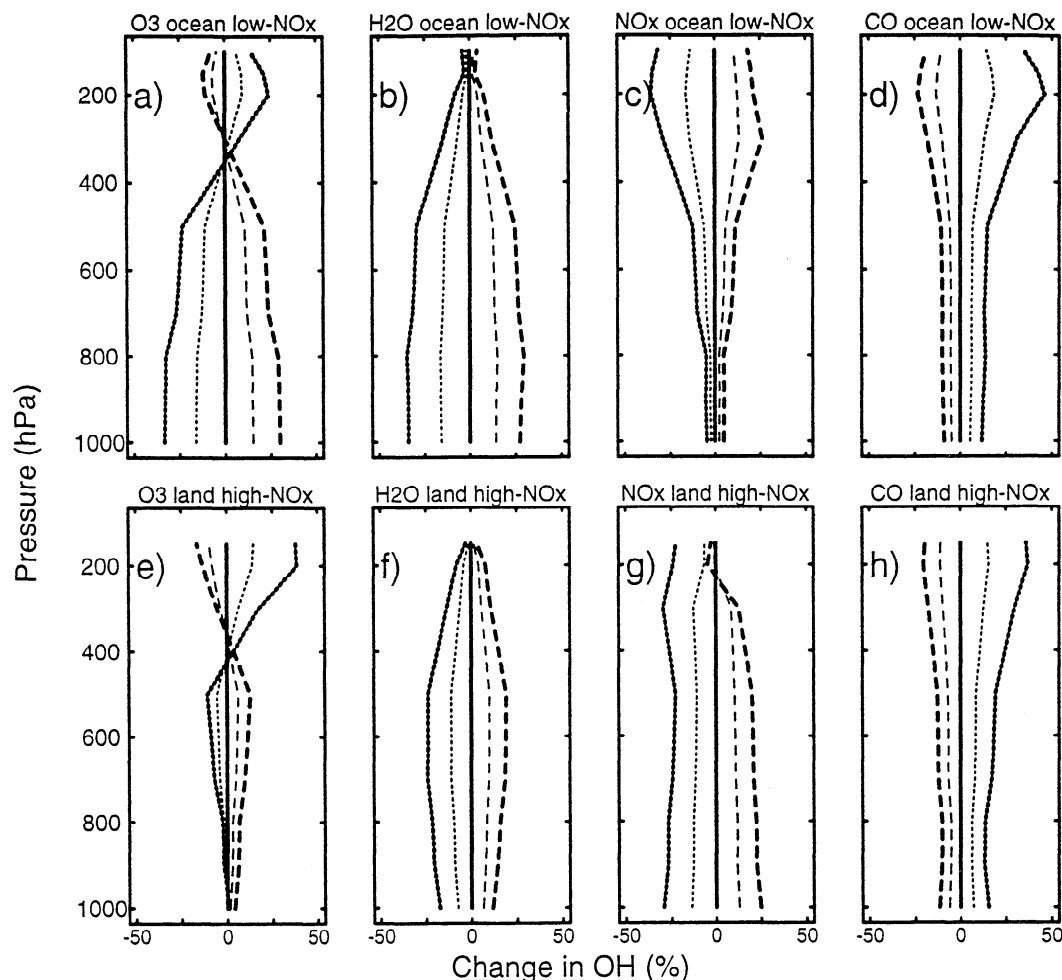 O3 ocean low-NOx
H2O ocean low-NOx
NOx ocean low-NOx
CO ocean low-NOx
a)
b)
c)
d)
200
400
600
800
1000
O3 land high-NOx
H2O land high-NOx
NOx land high-NOx
CO land high-NOx
e)
f)
g)
h)
200
400
600
800
1000
-50 0 50
-50 0 50
-50 0 50
-50 0 50
Pressure (hPa)
Change in OH (%)